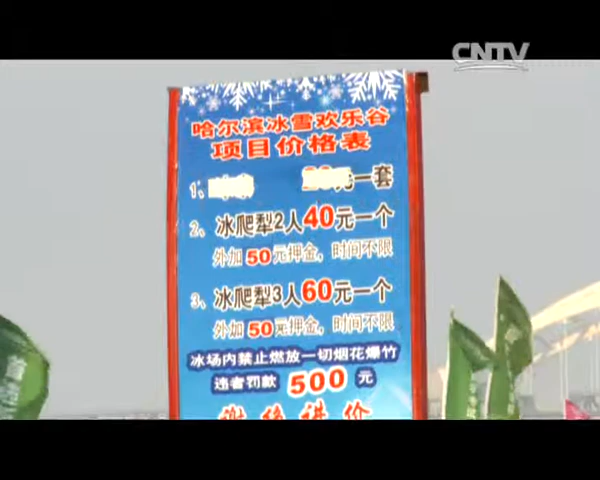 CNTV
哈尔滨冰雪欢乐谷
项目价格表
1、 元一套
2、冰爬犁2人40元一个
外加50元押金，时间不限
3、冰爬犁3人60元一个
外加50元押金，时间不限
冰场内禁止燃放一切烟花爆竹
违者罚款 500 元
谢绝讲价